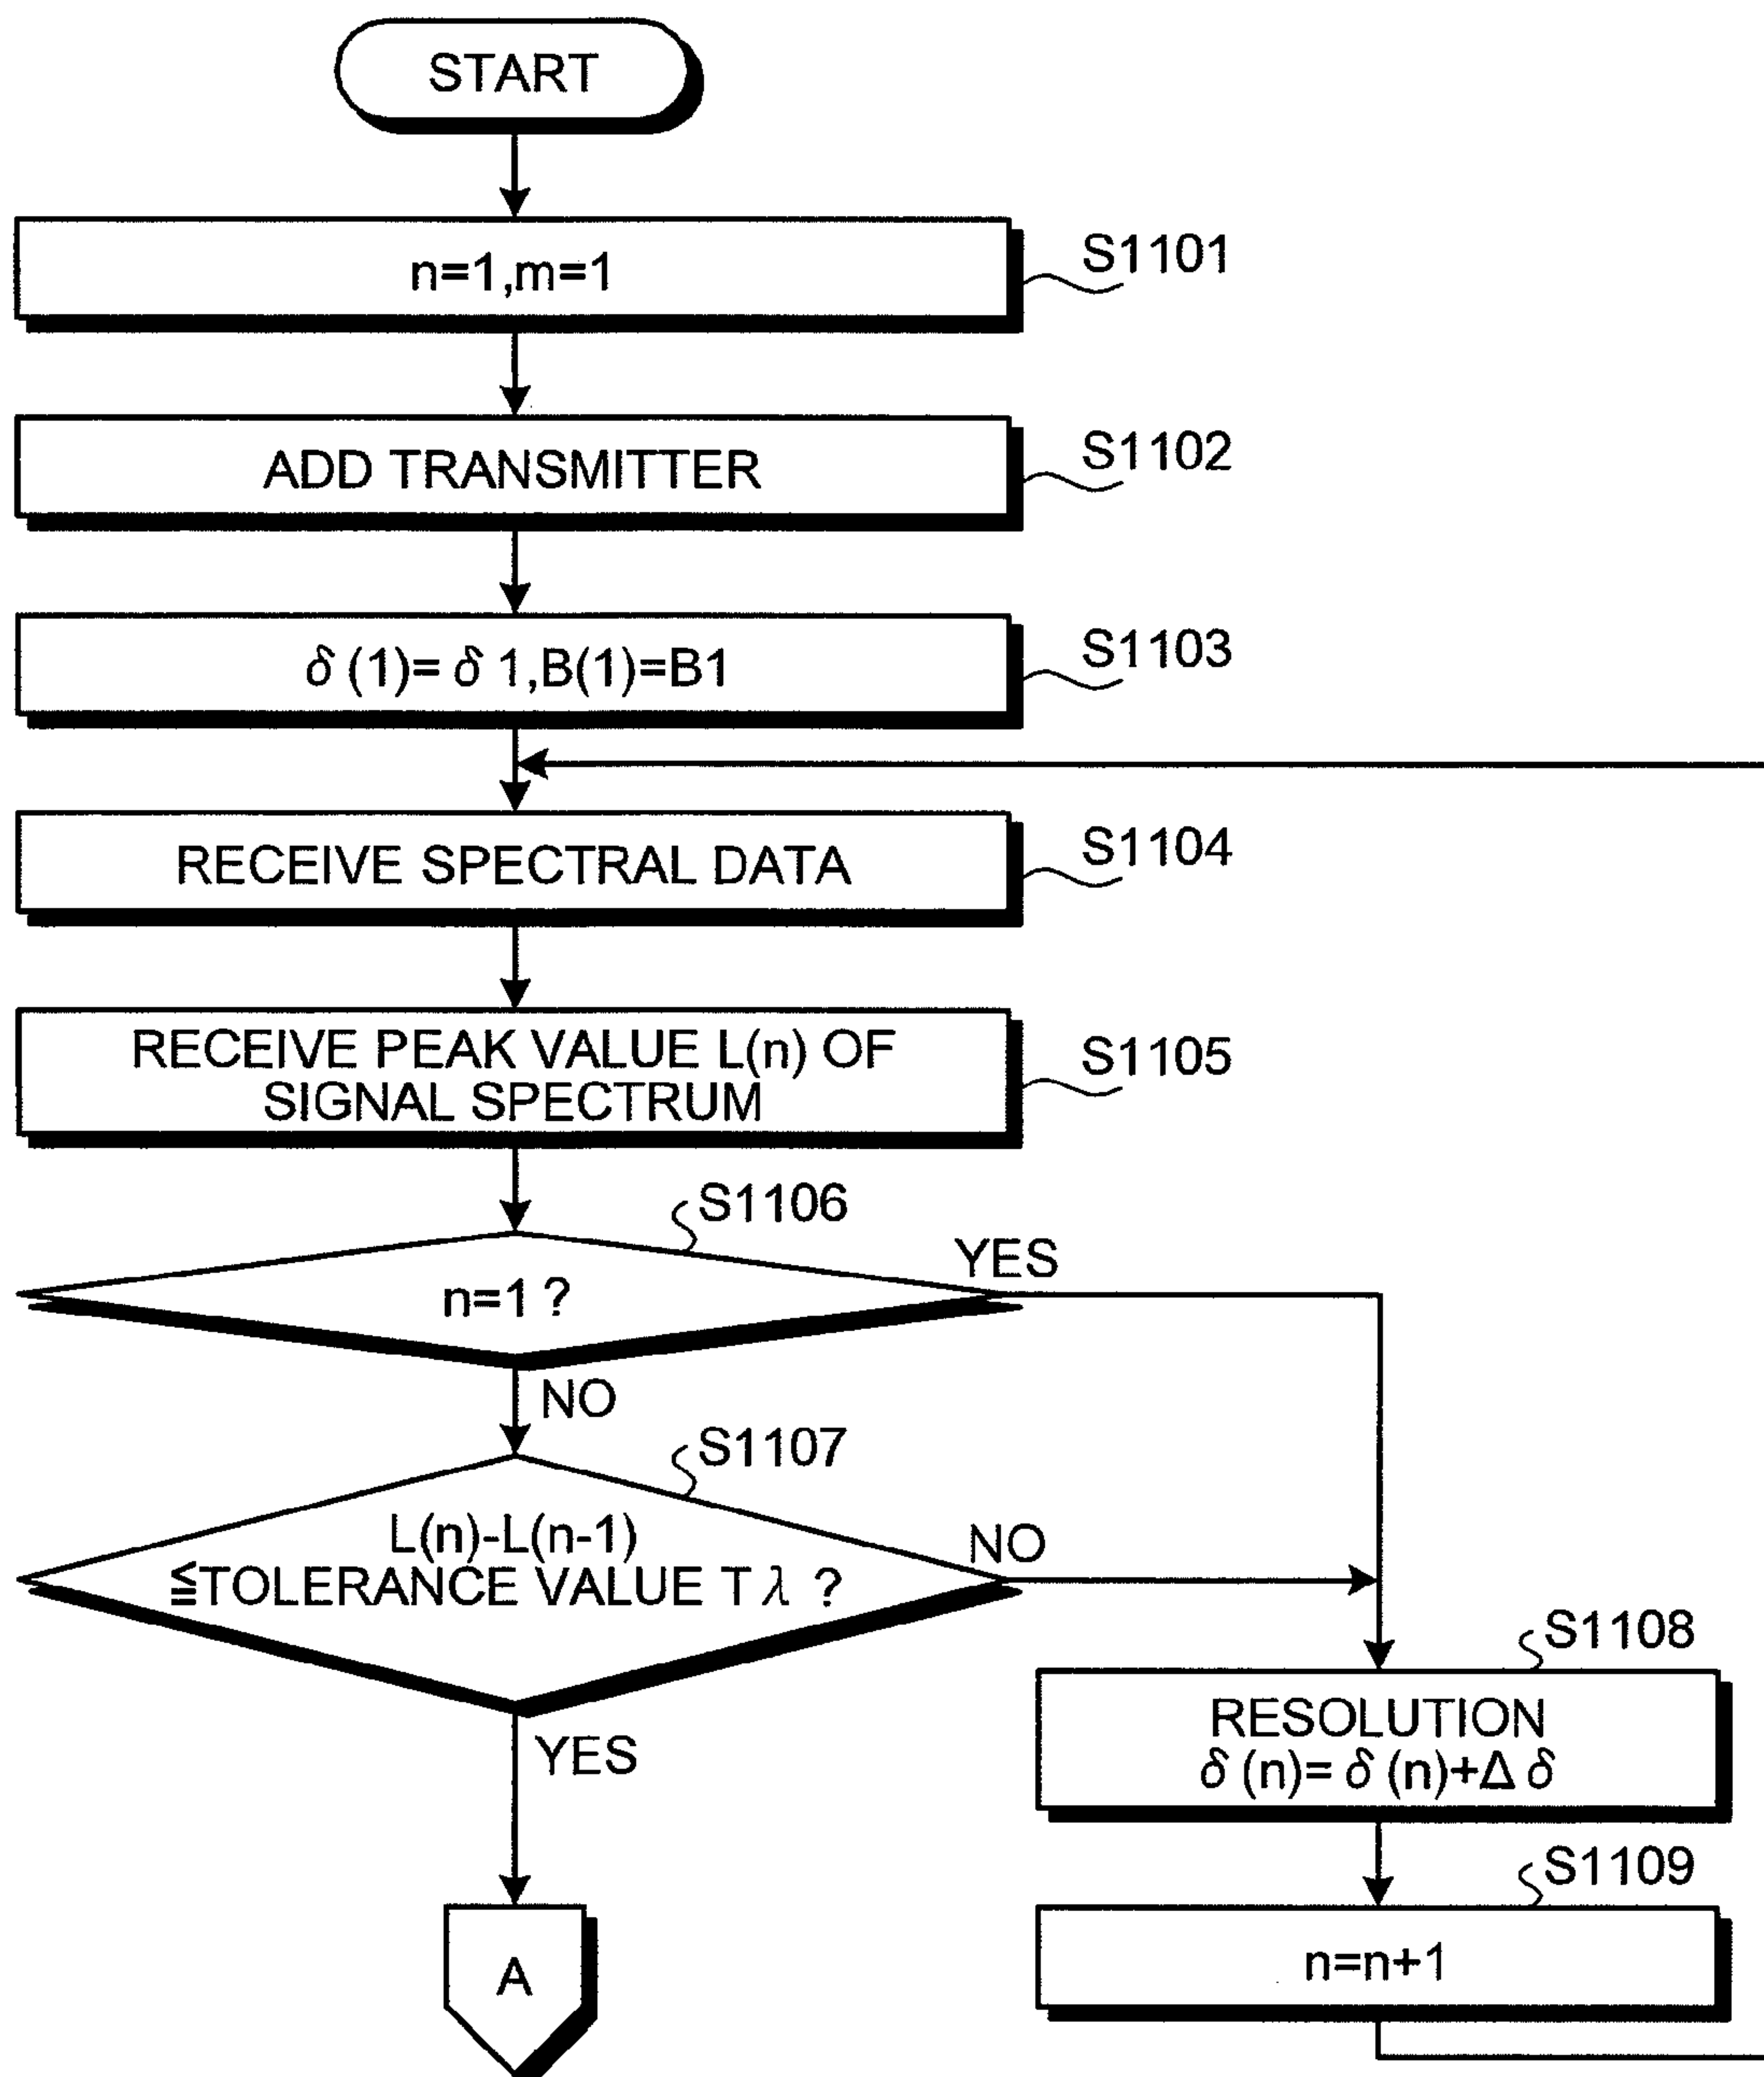 START
n=1,m=1
S1101
ADD TRANSMITTER
S1102
δ (1)= δ 1,B(1)=B1
S1103
RECEIVE SPECTRAL DATA
S1104
RECEIVE PEAK VALUE L(n) OF
SIGNAL SPECTRUM
S1105
S1106
n=1 ?
YES
NO
S1107
L(n)-L(n-1)
≦TOLERANCE VALUE T λ ?
NO
YES
S1108
RESOLUTION
δ (n)= δ (n)+Δ δ
S1109
n=n+1
A